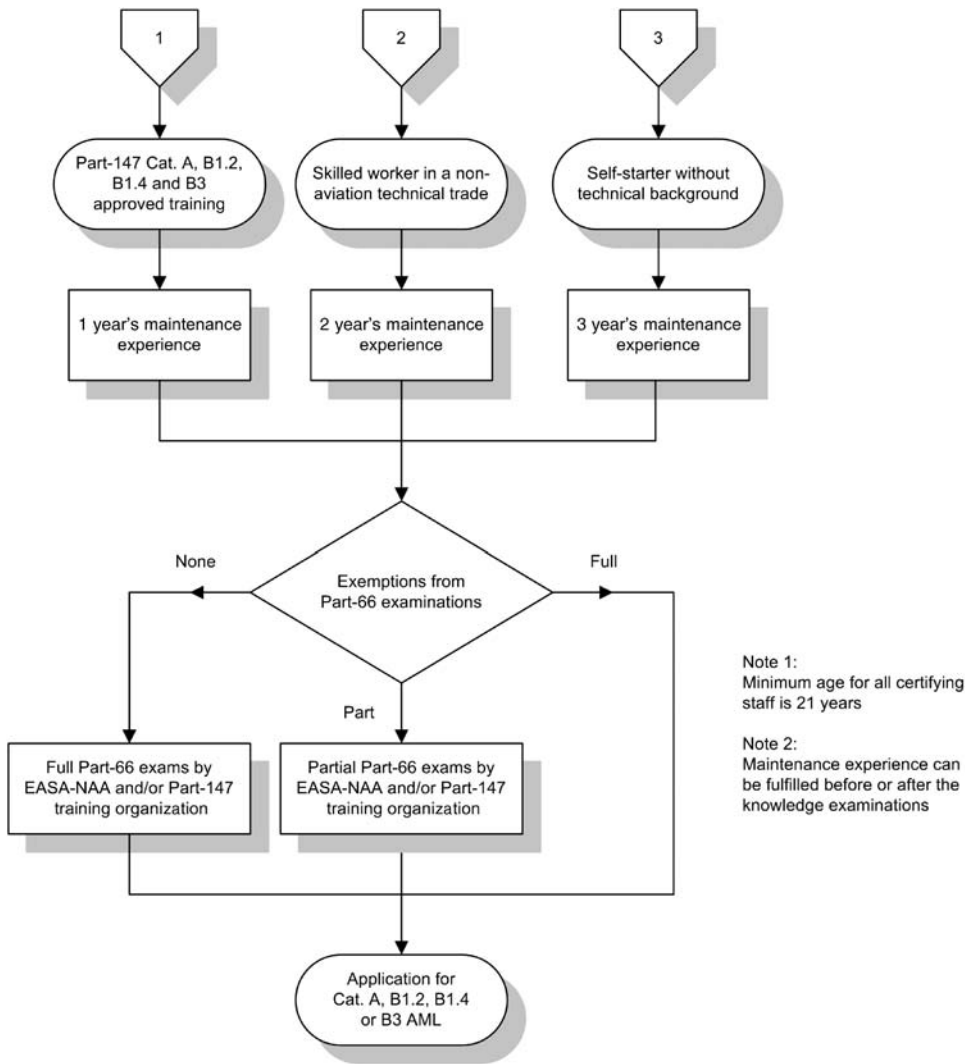 1
2
3
Part-147 Cat. A, B1.2,
B1.4 and B3
approved training
Skilled worker in a non-
aviation technical trade
Self-starter without
technical background
1 year's maintenance
experience
2 year's maintenance
experience
3 year's maintenance
experience
None
Full
Exemptions from
Part-66 examinations
Part
Full Part-66 exams by
EASA-NAA and/or Part-147
training organization
Partial Part-66 exams by
EASA-NAA and/or Part-147
training organization
Note 1:
Minimum age for all certifying
staff is 21 years
Note 2:
Maintenance experience can
be fulfilled before or after the
knowledge examinations
Application for
Cat. A, B1.2, B1.4
or B3 AML